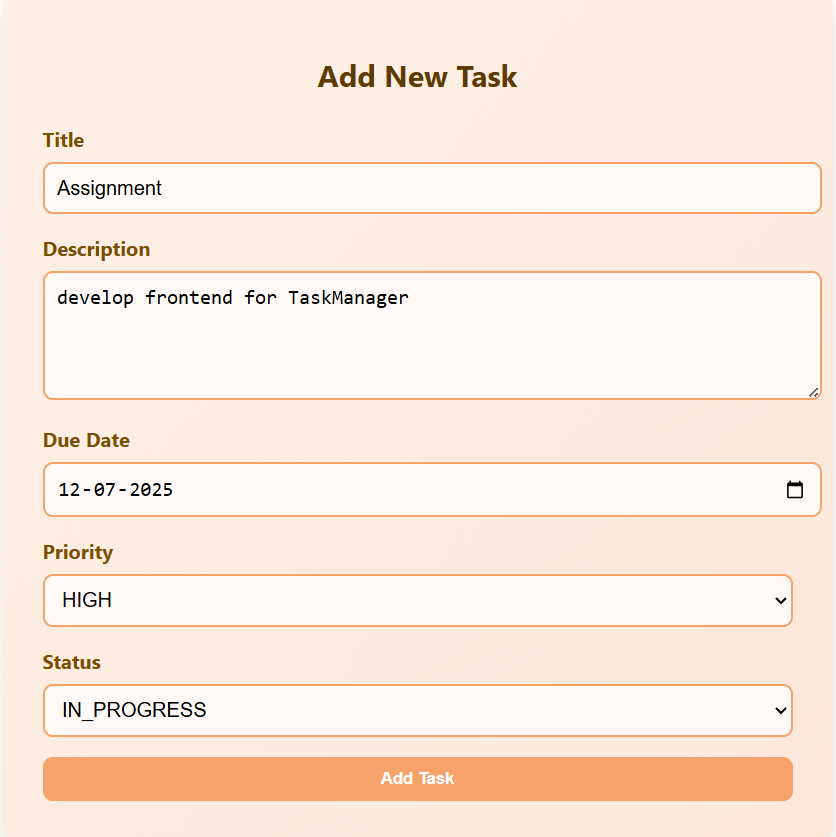 Add New Task
Title
Assignment
Description
develop frontend for TaskManager
Due Date
12-07-2025
Priority
HIGH
Status
IN_PROGRESS
Add Task